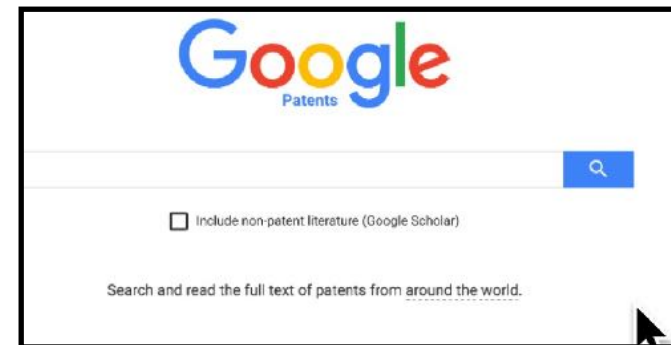 Google
Patents
Include non-patent literature (Google Scholar)
Search and read the full text of patents from around the world.